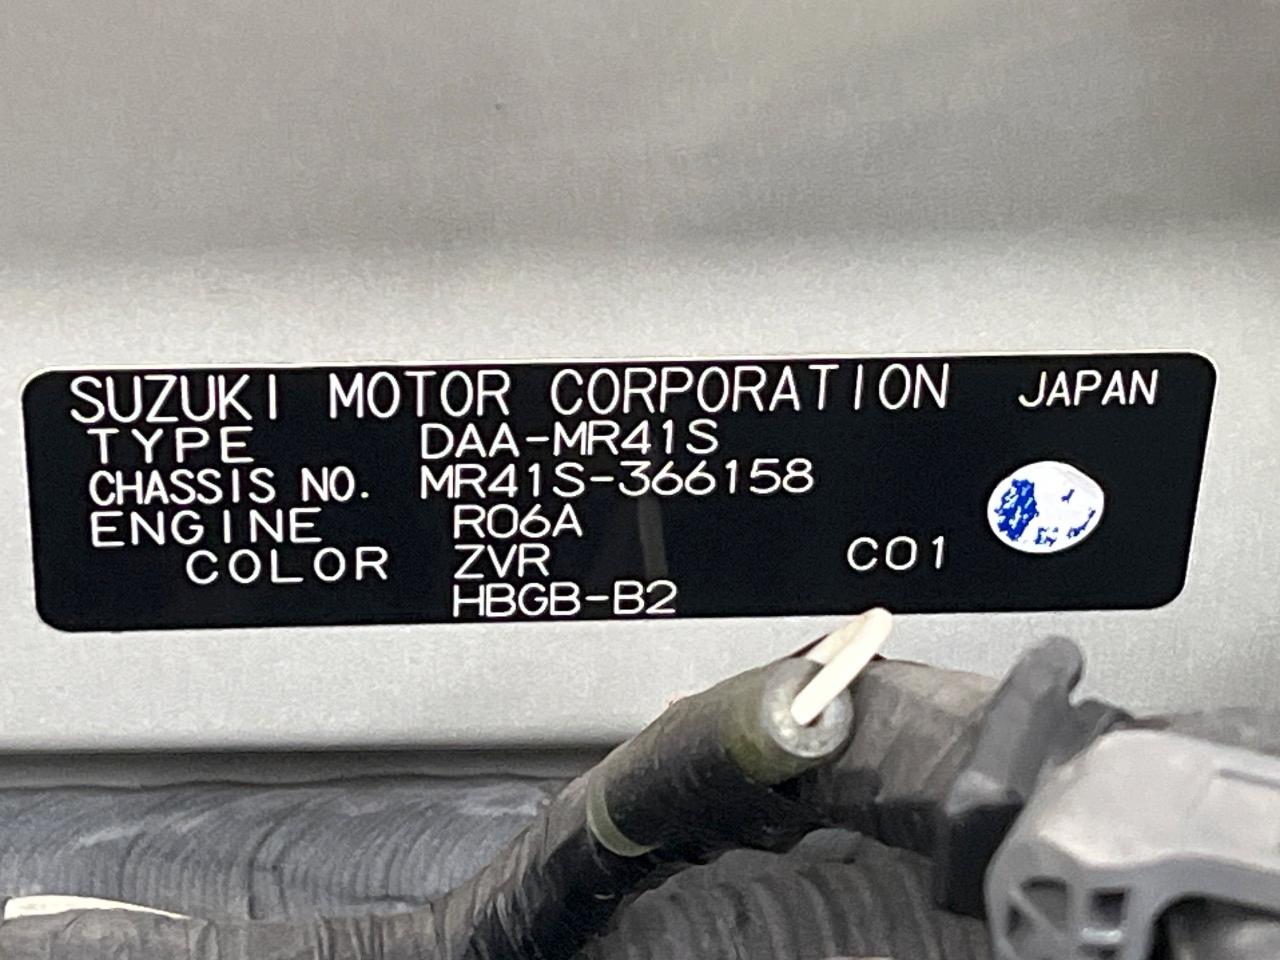 SUZUKI MOTOR CORPORATION JAPAN
TYPE DAA-MR41S
CHASSIS NO. MR41S-366158
ENGINE R06A
COLOR ZVR C01
HBGB-B2